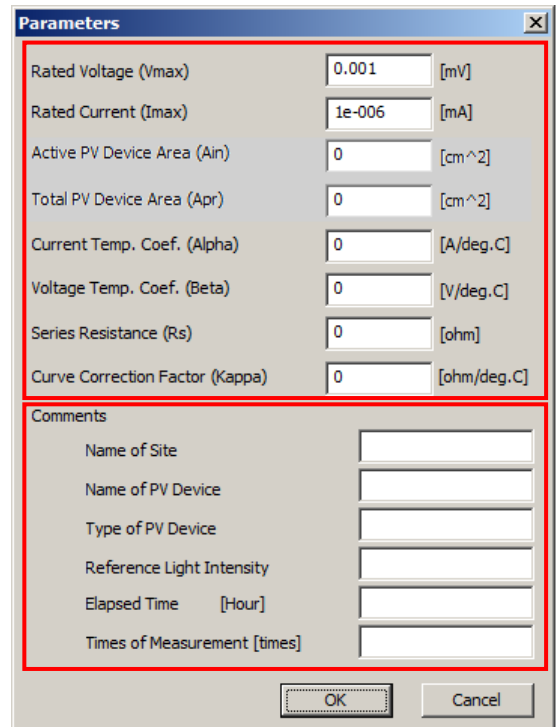 Parameters
Rated Voltage (Vmax) 0.001 [mV]
Rated Current (Imax) 1e-006 [mA]
Active PV Device Area (Ain) 0 [cm^2]
Total PV Device Area (Apr) 0 [cm^2]
Current Temp. Coef. (Alpha) 0 [A/deg.C]
Voltage Temp. Coef. (Beta) 0 [V/deg.C]
Series Resistance (Rs) 0 [ohm]
Curve Correction Factor (Kappa) 0 [ohm/deg.C]
Comments
Name of Site
Name of PV Device
Type of PV Device
Reference Light Intensity
Elapsed Time [Hour]
Times of Measurement [times]
OK Cancel